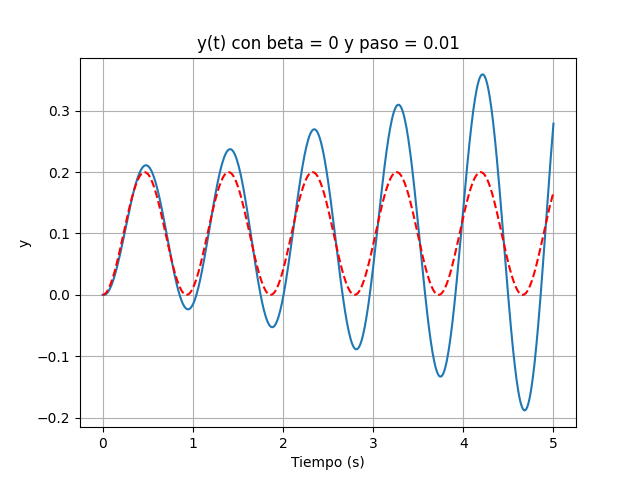 y(t) con beta = 0 y paso = 0.01
0.3
0.2
0.1
0.0
−0.1
−0.2
y
0 1 2 3 4 5
Tiempo (s)